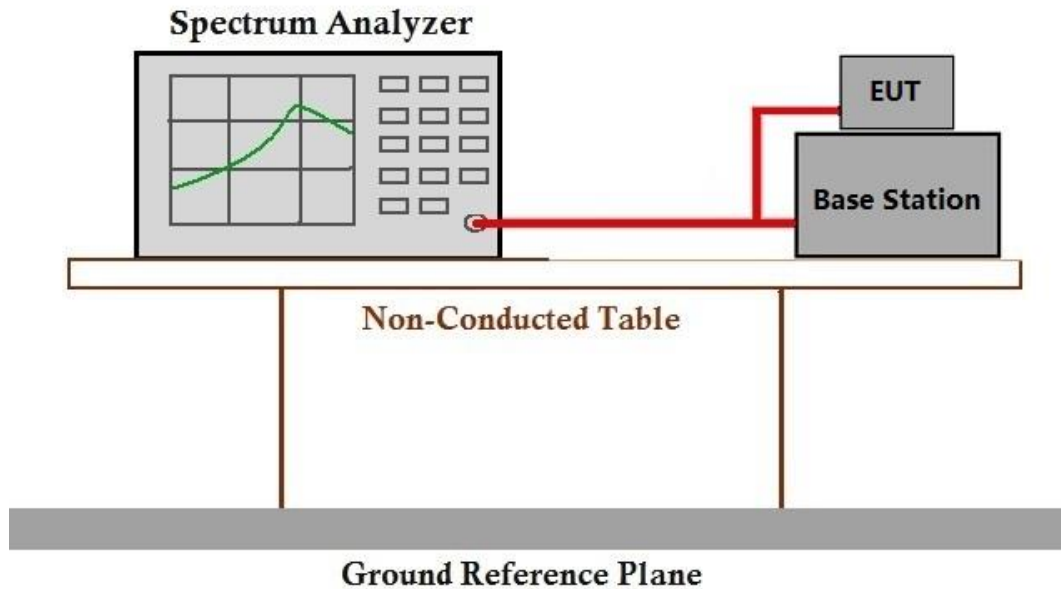 Spectrum Analyzer
EUT
Base Station
Non-Conducted Table
Ground Reference Plane